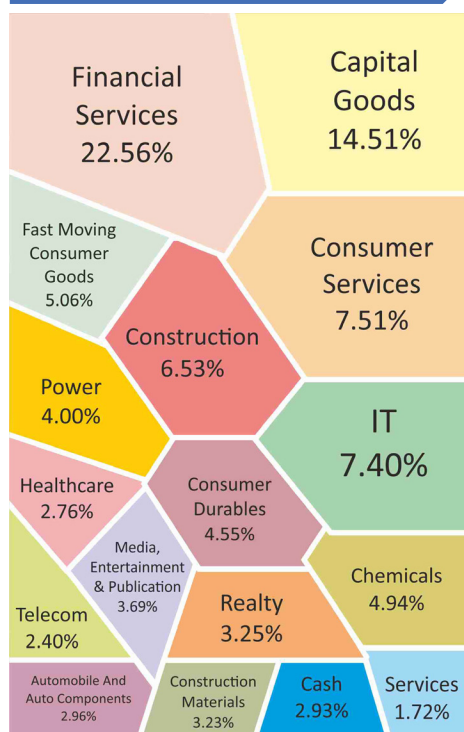 Financial
Services
22.56%
Capital
Goods
14.51%
Fast Moving
Consumer
Goods
5.06%
Consumer
Services
7.51%
Construction
6.53%
Power
4.00%
IT
7.40%
Healthcare
2.76%
Consumer
Durables
4.55%
Media,
Entertainment
& Publication
3.69%
Chemicals
4.94%
Telecom
2.40%
Realty
3.25%
Automobile And
Auto Components
2.96%
Construction
Materials
3.23%
Cash
2.93%
Services
1.72%